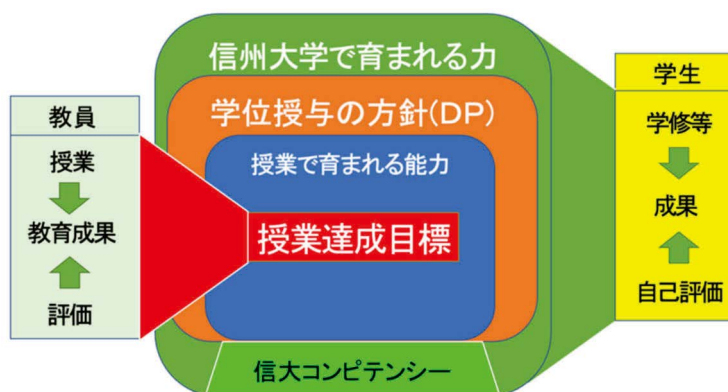 教員
授業
教育成果
評価
信州大学で育まれる力
学位授与の方針(DP)
授業で育まれる能力
授業達成目標
信大コンピテンシー
学生
学修等
成果
自己評価